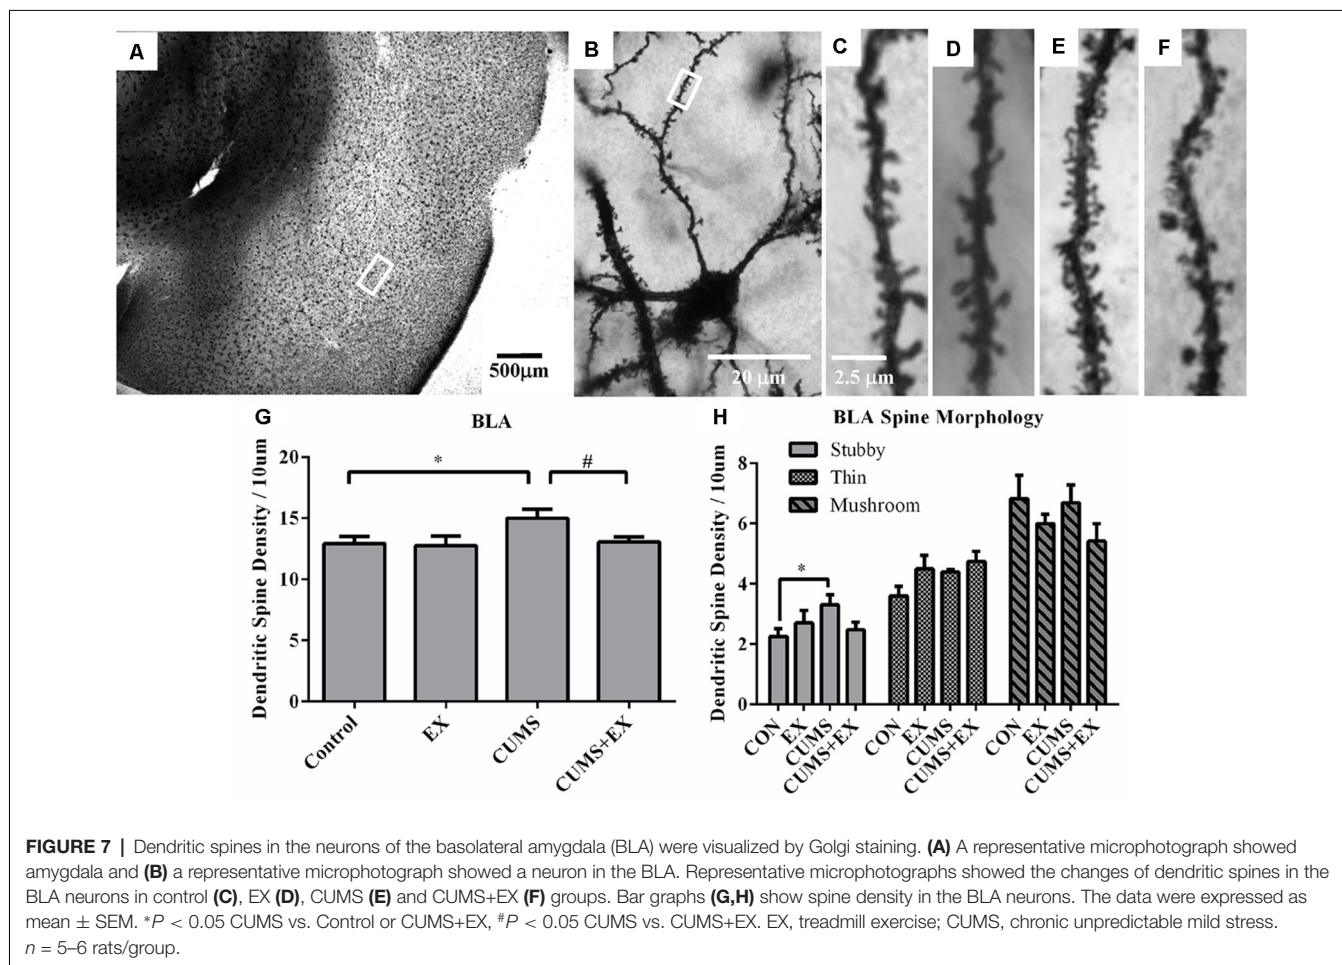 A
B
C
D
E
F
500μm
20 μm
2.5 μm
G
BLA
Dendritic Spine Density / 10um
20
15
10
5
0
*
#
Control
EX
CUMS
CUMS+EX
H
BLA Spine Morphology
Stubby
Thin
Mushroom
Dendritic Spine Density / 10um
8
6
4
2
0
*
CON
EX
CUMS
CUMS+EX
CON
EX
CUMS
CUMS+EX
CON
EX
CUMS
CUMS+EX
FIGURE 7 | Dendritic spines in the neurons of the basolateral amygdala (BLA) were visualized by Golgi staining. (A) A representative microphotograph showed
amygdala and (B) a representative microphotograph showed a neuron in the BLA. Representative microphotographs showed the changes of dendritic spines in the
BLA neurons in control (C), EX (D), CUMS (E) and CUMS+EX (F) groups. Bar graphs (G,H) show spine density in the BLA neurons. The data were expressed as
mean ± SEM. *P < 0.05 CUMS vs. Control or CUMS+EX, #P < 0.05 CUMS vs. CUMS+EX. EX, treadmill exercise; CUMS, chronic unpredictable mild stress.
n = 5–6 rats/group.